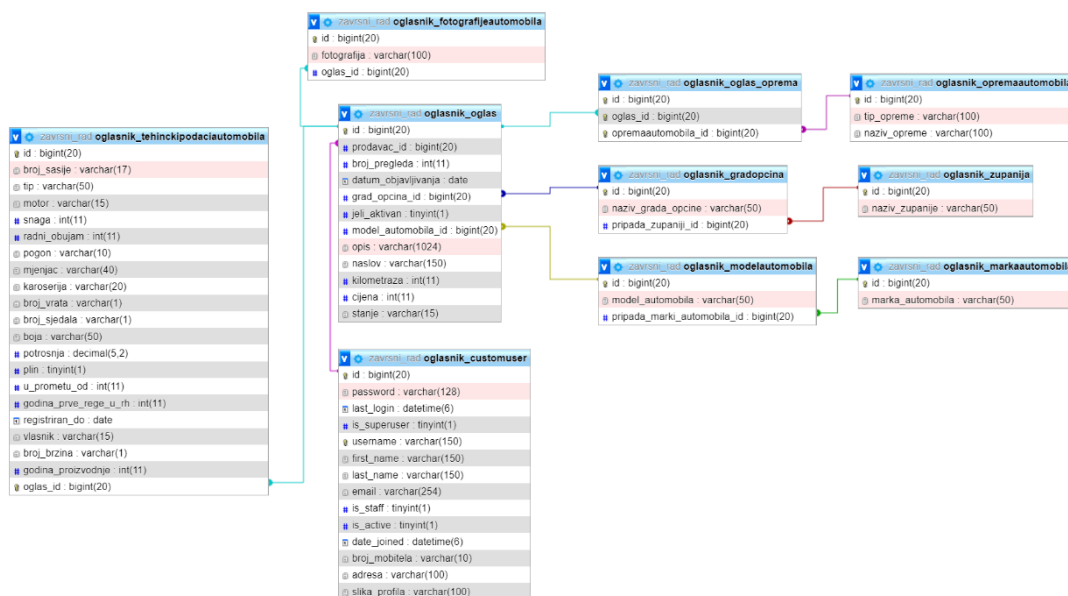 zavrsni_rad oglasnik_fotografijeautomobila
id : bigint(20)
fotografija : varchar(100)
oglas_id : bigint(20)
zavrsni_rad oglasnik_tehinckipodaciautomobila
id : bigint(20)
broj_sasije : varchar(17)
tip : varchar(50)
motor : varchar(15)
snaga : int(11)
radni_obujam : int(11)
pogon : varchar(10)
mjenjac : varchar(40)
karoserija : varchar(20)
broj_vrata : varchar(1)
broj_sjedala : varchar(1)
boja : varchar(50)
potrosnja : decimal(5,2)
plin : tinyint(1)
u_prometu_od : int(11)
godina_prve_rege_u_rh : int(11)
registriran_do : date
vlasnik : varchar(15)
broj_brzina : varchar(1)
godina_proizvodnje : int(11)
oglas_id : bigint(20)
zavrsni_rad oglasnik_oglas
id : bigint(20)
prodavac_id : bigint(20)
broj_pregleda : int(11)
datum_objavljivanja : date
grad_opcina_id : bigint(20)
jeli_aktivan : tinyint(1)
model_automobila_id : bigint(20)
opis : varchar(1024)
naslov : varchar(150)
kilometraza : int(11)
cijena : int(11)
stanje : varchar(15)
zavrsni_rad oglasnik_customuser
id : bigint(20)
password : varchar(128)
last_login : datetime(6)
is_superuser : tinyint(1)
username : varchar(150)
first_name : varchar(150)
last_name : varchar(150)
email : varchar(254)
is_staff : tinyint(1)
is_active : tinyint(1)
date_joined : datetime(6)
broj_mobitela : varchar(10)
adresa : varchar(100)
slika_profila : varchar(100)
zavrsni_rad oglasnik_oglas_oprema
id : bigint(20)
oglas_id : bigint(20)
opremaautomobila_id : bigint(20)
zavrsni_rad oglasnik_opremaautomobila
id : bigint(20)
tip_opreme : varchar(100)
naziv_opreme : varchar(100)
zavrsni_rad oglasnik_gradopcina
id : bigint(20)
naziv_grada_opcine : varchar(50)
pripada_zupaniji_id : bigint(20)
zavrsni_rad oglasnik_zupanija
id : bigint(20)
naziv_zupanije : varchar(50)
zavrsni_rad oglasnik_modelautomobila
id : bigint(20)
model_automobila : varchar(50)
pripada_marki_automobila_id : bigint(20)
zavrsni_rad oglasnik_markaautomobila
id : bigint(20)
marka_automobila : varchar(50)